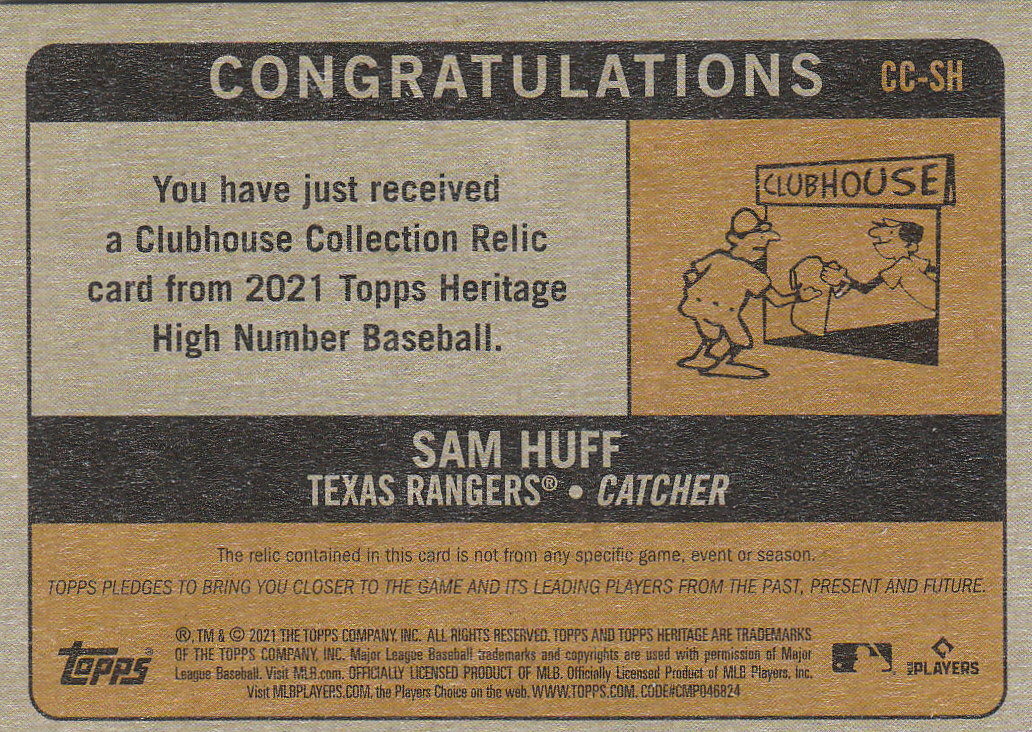 CONGRATULATIONS
CC-SH
You have just received
a Clubhouse Collection Relic
card from 2021 Topps Heritage
High Number Baseball.
CLUBHOUSE
SAM HUFF
TEXAS RANGERS® • CATCHER
The relic contained in this card is not from any specific game, event or season.
TOPPS PLEDGES TO BRING YOU CLOSER TO THE GAME AND ITS LEADING PLAYERS FROM THE PAST, PRESENT AND FUTURE.
®, TM & © 2021 THE TOPPS COMPANY, INC. ALL RIGHTS RESERVED. TOPPS AND TOPPS HERITAGE ARE TRADEMARKS
OF THE TOPPS COMPANY, INC. Major League Baseball trademarks and copyrights are used with permission of Major
League Baseball. Visit MLB.com. OFFICIALLY LICENSED PRODUCT OF MLB. Officially Licensed Product of MLB Players, Inc.
Visit MLBPLAYERS.COM, the Players Choice on the web. WWW.TOPPS.COM. CODE#CMP046824
topps®
MLB PLAYERS